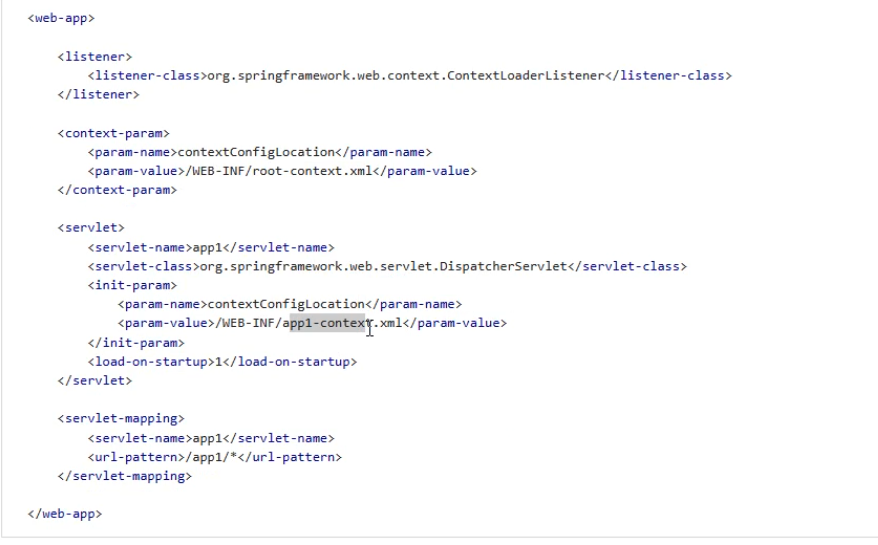 <web-app>
<listener>
<listener-class>org.springframework.web.context.ContextLoaderListener</listener-class>
</listener>
<context-param>
<param-name>contextConfigLocation</param-name>
<param-value>/WEB-INF/root-context.xml</param-value>
</context-param>
<servlet>
<servlet-name>app1</servlet-name>
<servlet-class>org.springframework.web.servlet.DispatcherServlet</servlet-class>
<init-param>
<param-name>contextConfigLocation</param-name>
<param-value>/WEB-INF/app1-context.xml</param-value>
</init-param>
<load-on-startup>1</load-on-startup>
</servlet>
<servlet-mapping>
<servlet-name>app1</servlet-name>
<url-pattern>/app1/*</url-pattern>
</servlet-mapping>
</web-app>